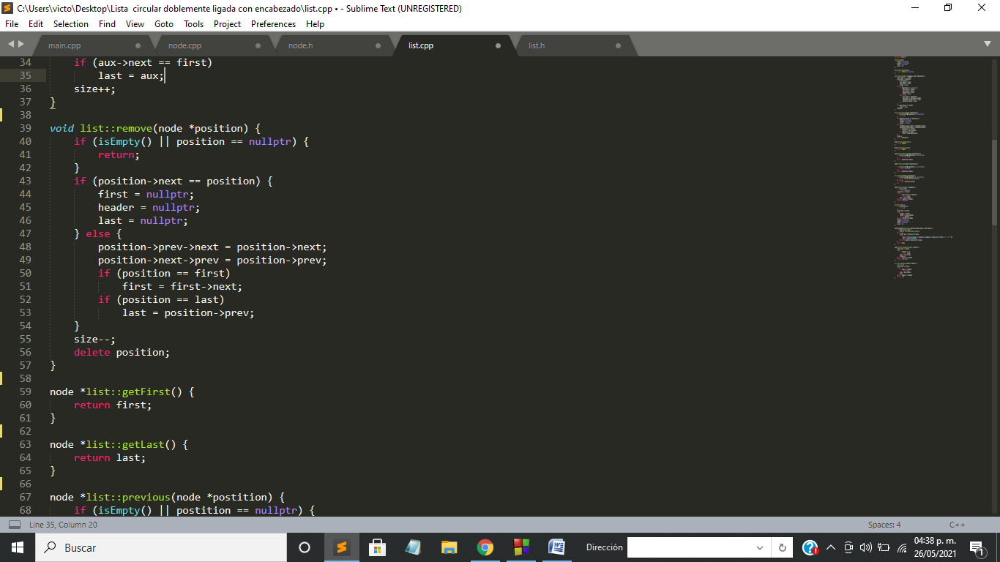 C:\Users\victo\Desktop\Lista  circular doblemente ligada con encabezado\list.cpp • - Sublime Text (UNREGISTERED)
File Edit Selection Find View Goto Tools Project Preferences Help
main.cpp node.cpp node.h list.cpp list.h
34     if (aux->next == first)
35         last = aux;
36     size++;
37 }
38
39 void list::remove(node *position) {
40     if (isEmpty() || position == nullptr) {
41         return;
42     }
43     if (position->next == position) {
44         first = nullptr;
45         header = nullptr;
46         last = nullptr;
47     } else {
48         position->prev->next = position->next;
49         position->next->prev = position->prev;
50         if (position == first)
51             first = first->next;
52         if (position == last)
53             last = position->prev;
54     }
55     size--;
56     delete position;
57 }
58
59 node *list::getFirst() {
60     return first;
61 }
62
63 node *list::getLast() {
64     return last;
65 }
66
67 node *list::previous(node *postition) {
68     if (isEmpty() || postition == nullptr) {
Line 35, Column 20 Spaces: 4 C++
Buscar Dirección 04:38 p. m.
26/05/2021 1